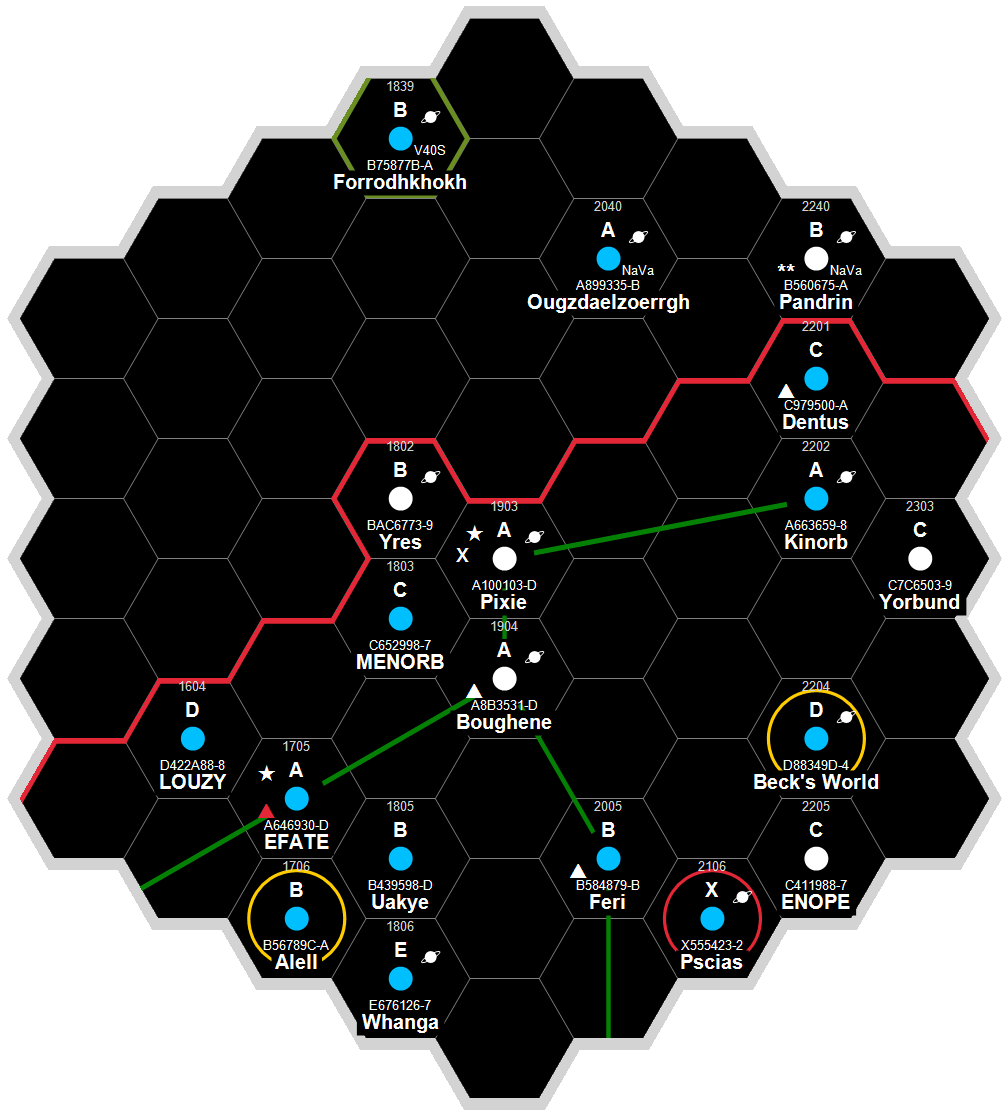 1839
B
V40S
B75877B-A
Forrodhkhokh
2040
A
NaVa
A899335-B
Ougzdaelzoerrgh
2240
B
** NaVa
B560675-A
Pandrin
2201
C
C979500-A
Dentus
1802
B
BAC6773-9
Yres
2202
A
A663659-8
Kinorb
1903
A
X
A100103-D
Pixie
2303
C
C7C6503-9
Yorbund
1803
C
C652998-7
MENORB
1904
A
A8B3531-D
Boughene
1604
D
D422A88-8
LOUZY
2204
D
D88349D-4
Beck's World
1705
A
A646930-D
EFATE
1805
B
B439598-D
Uakye
2005
B
B584879-B
Feri
2205
C
C411988-7
ENOPE
1706
B
B56789C-A
Alell
2106
X
X555423-2
Pscias
1806
E
E676126-7
Whanga